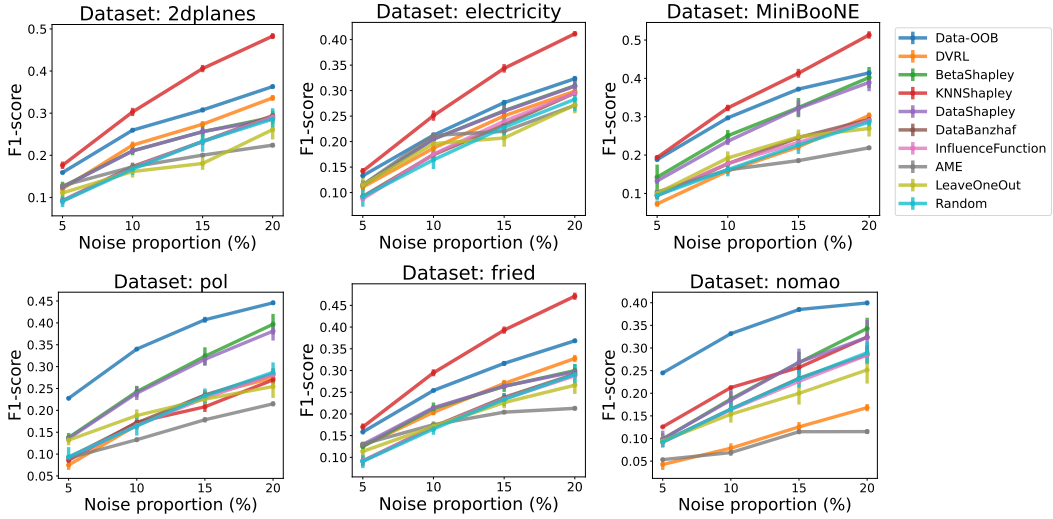 Dataset: 2dplanes
F1-score
0.5
0.4
0.3
0.2
0.1
5 10 15 20
Noise proportion (%)
Dataset: electricity
F1-score
0.40
0.35
0.30
0.25
0.20
0.15
0.10
5 10 15 20
Noise proportion (%)
Dataset: MiniBooNE
F1-score
0.5
0.4
0.3
0.2
0.1
5 10 15 20
Noise proportion (%)
Data-OOB
DVRL
BetaShapley
KNNShapley
DataShapley
DataBanzhaf
InfluenceFunction
AME
LeaveOneOut
Random
Dataset: pol
F1-score
0.45
0.40
0.35
0.30
0.25
0.20
0.15
0.10
0.05
5 10 15 20
Noise proportion (%)
Dataset: fried
F1-score
0.50
0.45
0.40
0.35
0.30
0.25
0.20
0.15
0.10
5 10 15 20
Noise proportion (%)
Dataset: nomao
F1-score
0.40
0.35
0.30
0.25
0.20
0.15
0.10
0.05
5 10 15 20
Noise proportion (%)